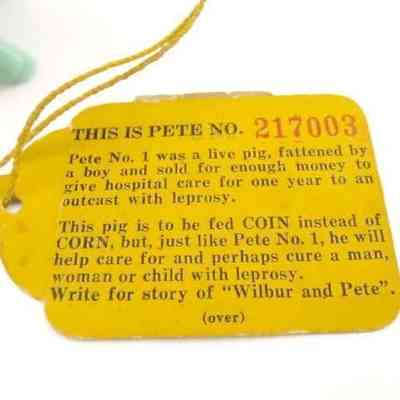 THIS IS PETE NO. 217003
Pete No. 1 was a live pig, fattened by
a boy and sold for enough money to
give hospital care for one year to an
outcast with leprosy.
This pig is to be fed COIN instead of
CORN, but, just like Pete No. 1, he will
help care for and perhaps cure a man,
woman or child with leprosy.
Write for story of “Wilbur and Pete”.
(over)